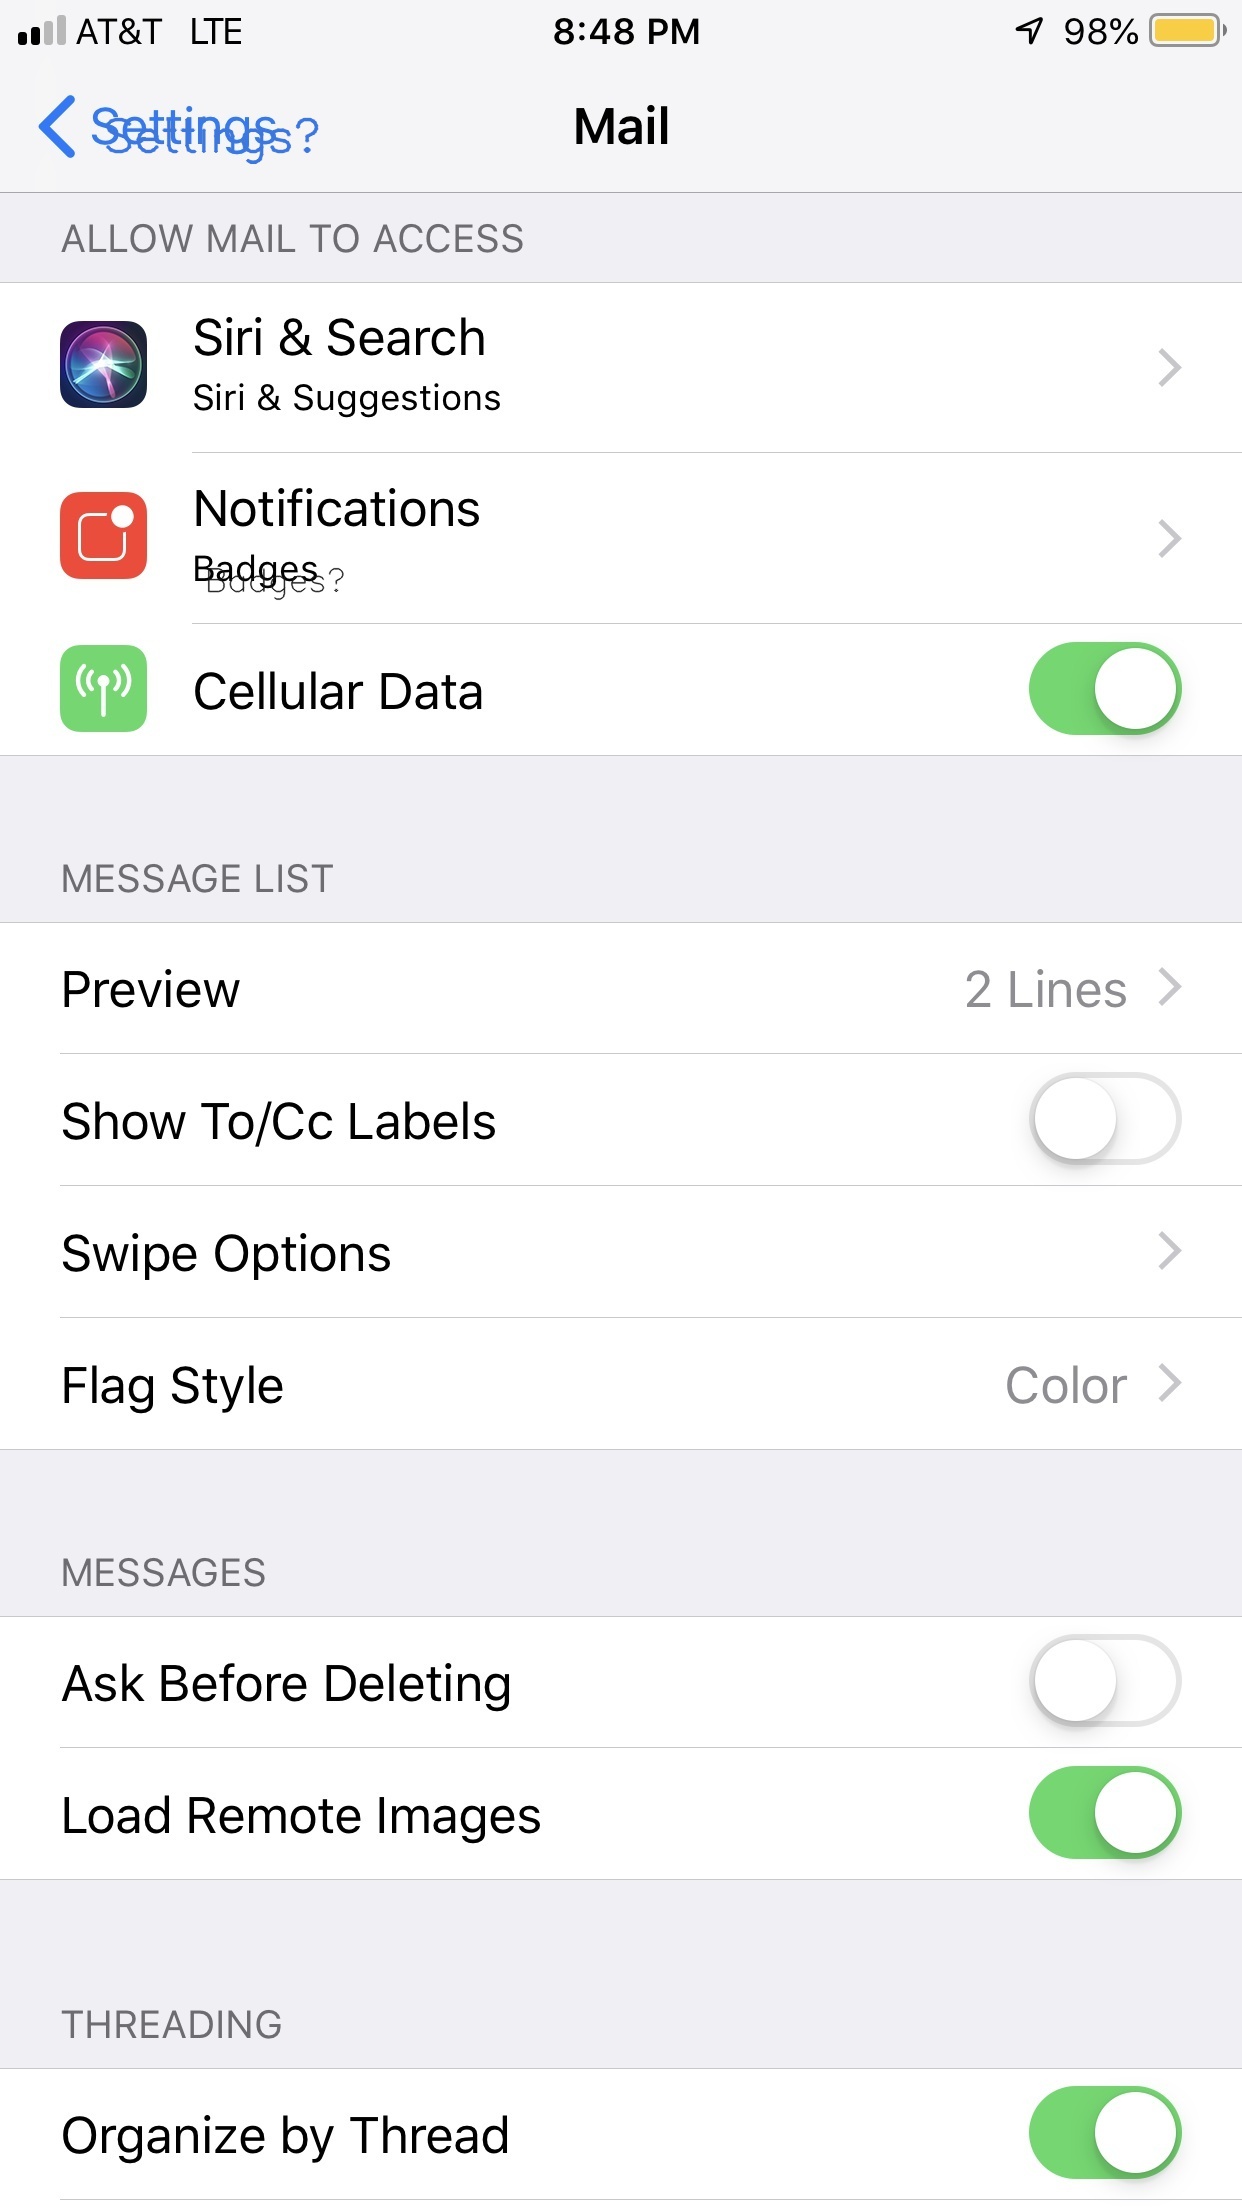 AT&T LTE 8:48 PM 98%
Settings Mail
Settings?
ALLOW MAIL TO ACCESS
Siri & Search
Siri & Suggestions
Notifications
Badges
Badges?
Cellular Data
MESSAGE LIST
Preview 2 Lines
Show To/Cc Labels
Swipe Options
Flag Style Color
MESSAGES
Ask Before Deleting
Load Remote Images
THREADING
Organize by Thread